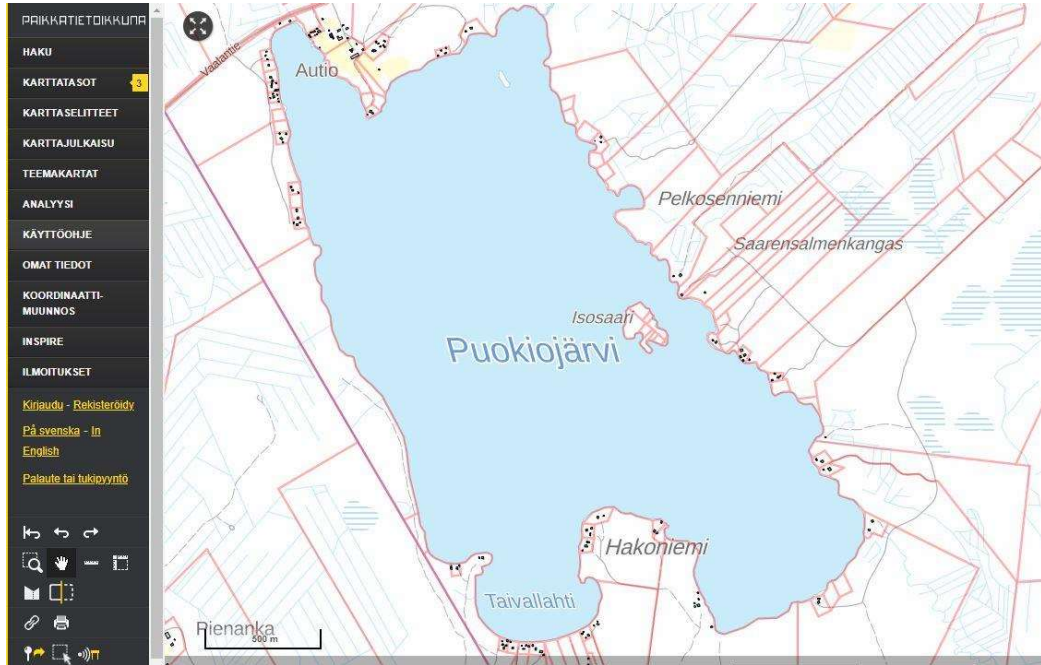 PAIKKATIETOIKKUNA
HAKU
KARTTATASOT 3
KARTTASELITTEET
KARTTAJULKAISU
TEEMAKARTAT
ANALYYSI
KÄYTTÖOHJE
OMAT TIEDOT
KOORDINAATTI-
MUUNNOS
INSPIRE
ILMOITUKSET
Kirjaudu - Rekisteröidy
På svenska - In
English
Palaute tai tukipyyntö
Vaalantie
Autio
Pelkosenniemi
Saarensalmenkangas
Isosaari
Puokiojärvi
Hakoniemi
Taivallahti
Pienanka
500 m